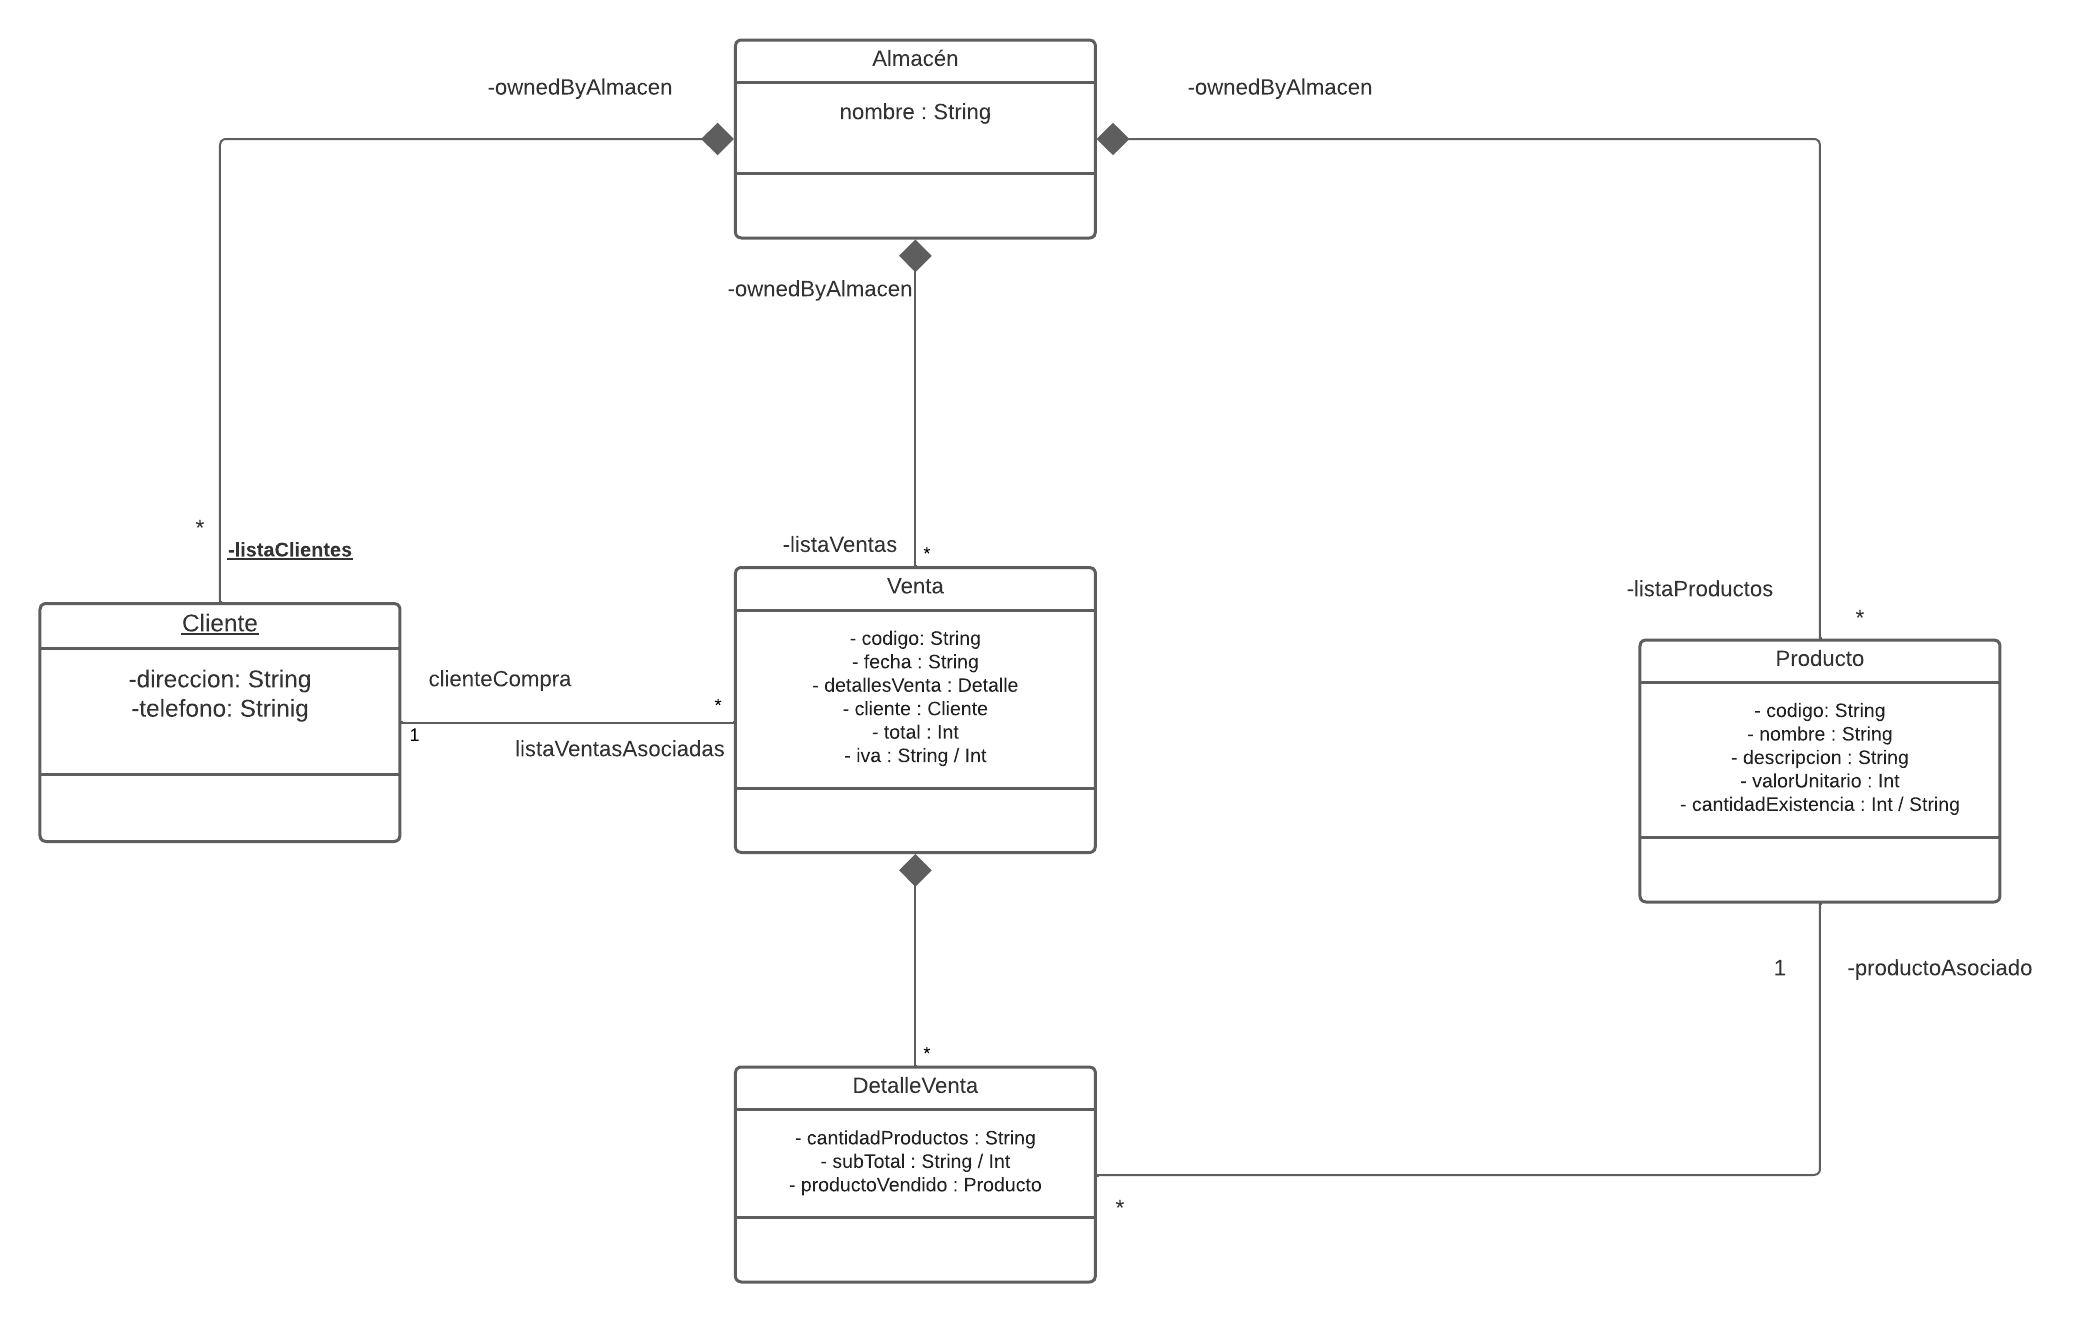 Almacén
nombre : String
-ownedByAlmacen
-ownedByAlmacen
-ownedByAlmacen
*
-listaClientes
-listaVentas
*
-listaProductos
*
Cliente
-direccion: String
-telefono: Strinig
clienteCompra
*
1
listaVentasAsociadas
Venta
- codigo: String
- fecha : String
- detallesVenta : Detalle
- cliente : Cliente
- total : Int
- iva : String / Int
Producto
- codigo: String
- nombre : String
- descripcion : String
- valorUnitario : Int
- cantidadExistencia : Int / String
1
-productoAsociado
*
DetalleVenta
- cantidadProductos : String
- subTotal : String / Int
- productoVendido : Producto
*